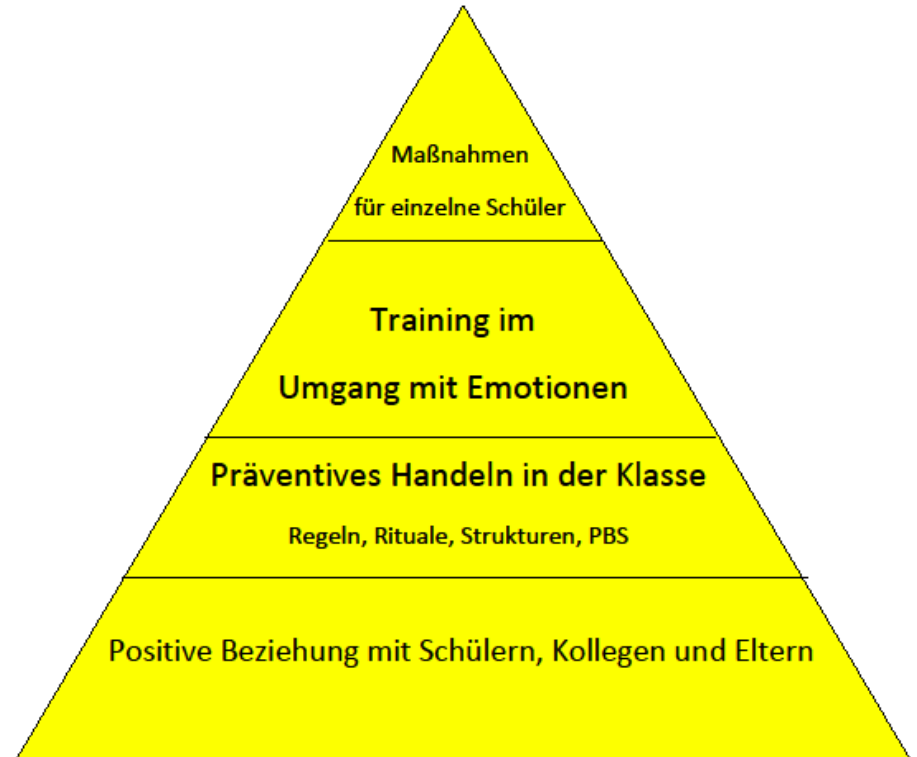 Maßnahmen
für einzelne Schüler
Training im
Umgang mit Emotionen
Präventives Handeln in der Klasse
Regeln, Rituale, Strukturen, PBS
Positive Beziehung mit Schülern, Kollegen und Eltern